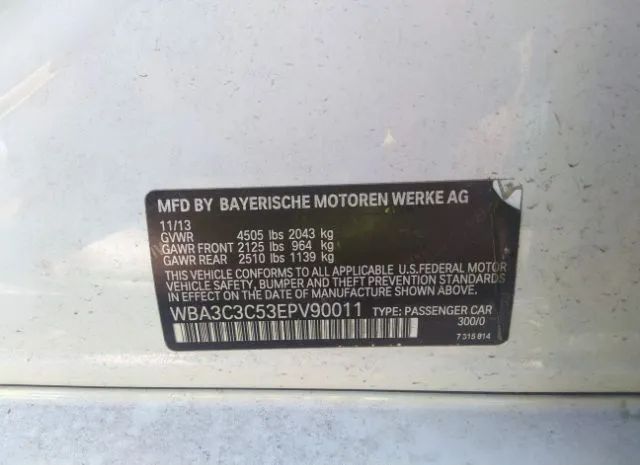 MFD BY BAYERISCHE MOTOREN WERKE AG
11/13
GVWR 4505 lbs 2043 kg
GAWR FRONT 2125 lbs 964 kg
GAWR REAR 2510 lbs 1139 kg
THIS VEHICLE CONFORMS TO ALL APPLICABLE U.S.FEDERAL MOTOR
VEHICLE SAFETY, BUMPER AND THEFT PREVENTION STANDARDS
IN EFFECT ON THE DATE OF MANUFACTURE SHOWN ABOVE.
WBA3C3C53EPV90011 TYPE: PASSENGER CAR
300/0
7 315 814